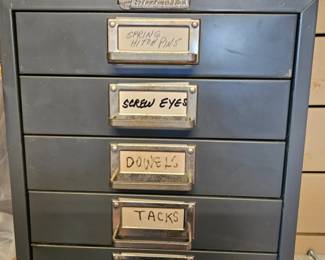 SPRING
HITCH PINS
SCREW EYES
DOWELS
TACKS